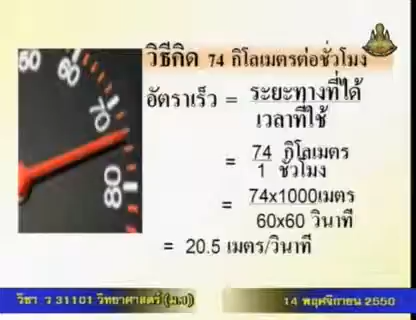 วิธีคิด 74 กิโลเมตรต่อชั่วโมง
50
60
70
80
อัตราเร็ว = ระยะทางที่ได้
เวลาที่ใช้
= 74 กิโลเมตร
1 ชั่วโมง
= 74x1000เมตร
60x60 วินาที
= 20.5 เมตร/วินาที
วิชา ว 31101 วิทยาศาสตร์ (ม.1) 14 พฤศจิกายน 2550